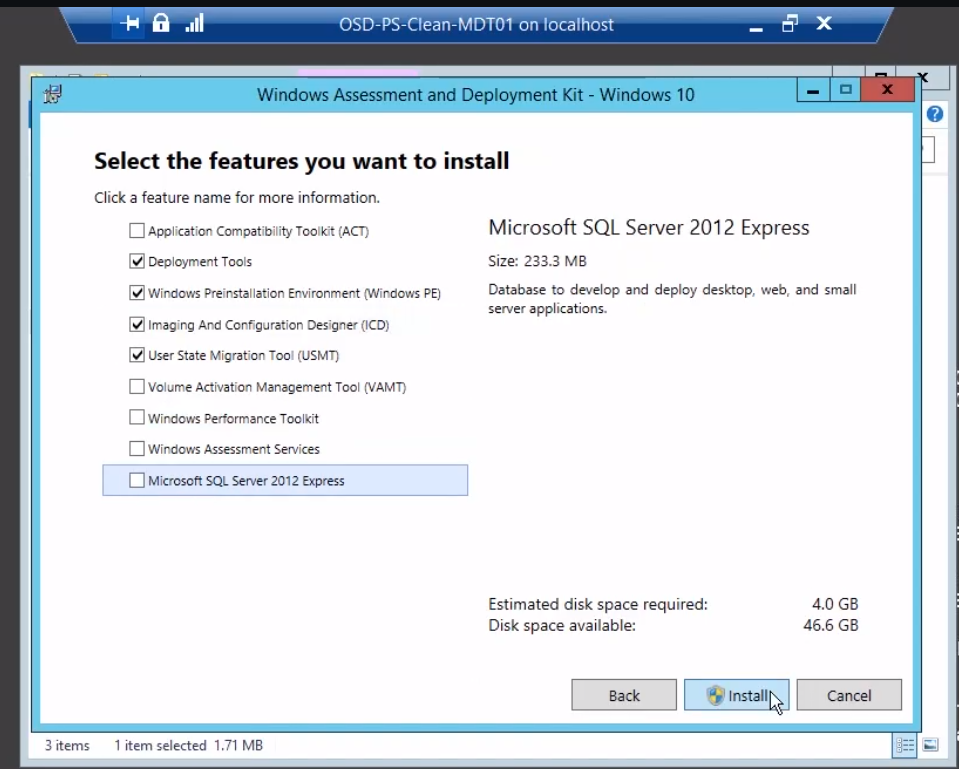 OSD-PS-Clean-MDT01 on localhost
Windows Assessment and Deployment Kit - Windows 10
Select the features you want to install
Click a feature name for more information.
Application Compatibility Toolkit (ACT)
Deployment Tools
Windows Preinstallation Environment (Windows PE)
Imaging And Configuration Designer (ICD)
User State Migration Tool (USMT)
Volume Activation Management Tool (VAMT)
Windows Performance Toolkit
Windows Assessment Services
Microsoft SQL Server 2012 Express
Microsoft SQL Server 2012 Express
Size: 233.3 MB
Database to develop and deploy desktop, web, and small
server applications.
Estimated disk space required: 4.0 GB
Disk space available: 46.6 GB
Back
Install
Cancel
3 items 1 item selected 1.71 MB